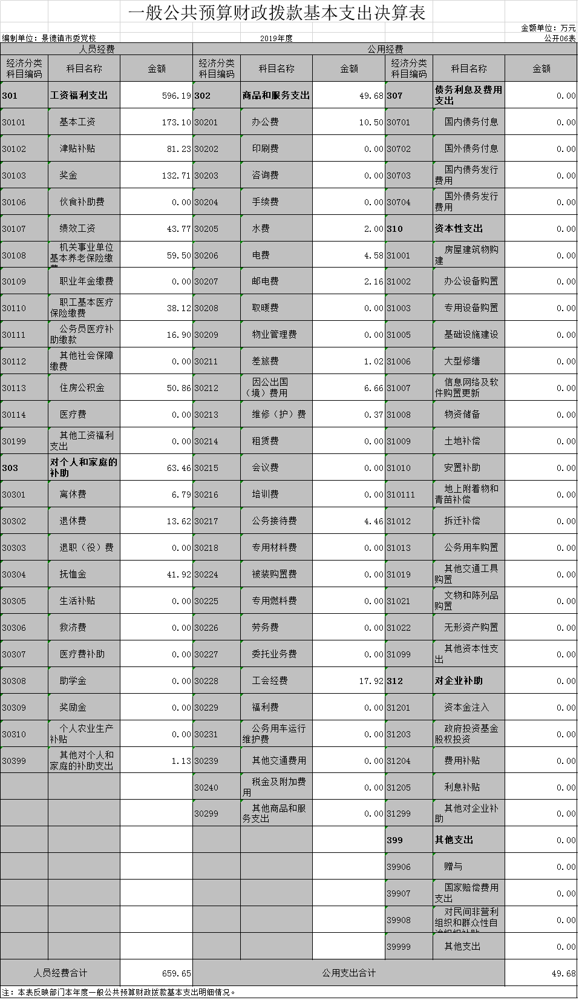 一般公共预算财政拨款基本支出决算表
金额单位：万元
编制单位：景德镇市委党校 2019年度 公开06表
人员经费 公用经费
经济分类科目编码 科目名称 金额 经济分类科目编码 科目名称 金额 经济分类科目编码 科目名称 金额
301 工资福利支出 596.19 302 商品和服务支出 49.68 307 债务利息及费用支出 0.00
30101 基本工资 173.10 30201 办公费 10.50 30701 国内债务付息 0.00
30102 津贴补贴 81.23 30202 印刷费 0.00 30702 国外债务付息 0.00
30103 奖金 132.71 30203 咨询费 0.00 30703 国内债务发行费用 0.00
30106 伙食补助费 0.00 30204 手续费 0.00 30704 国外债务发行费用 0.00
30107 绩效工资 43.77 30205 水费 2.00 310 资本性支出 0.00
30108 机关事业单位基本养老保险缴 59.50 30206 电费 4.58 31001 房屋建筑物购建 0.00
30109 职业年金缴费 0.00 30207 邮电费 2.16 31002 办公设备购置 0.00
30110 职工基本医疗保险缴费 38.12 30208 取暖费 0.00 31003 专用设备购置 0.00
30111 公务员医疗补助缴款 16.90 30209 物业管理费 0.00 31005 基础设施建设 0.00
30112 其他社会保障缴费 0.00 30211 差旅费 1.02 31006 大型修缮 0.00
30113 住房公积金 50.86 30212 因公出国（境）费用 6.66 31007 信息网络及软件购置更新 0.00
30114 医疗费 0.00 30213 维修（护）费 0.37 31008 物资储备 0.00
30199 其他工资福利支出 0.00 30214 租赁费 0.00 31009 土地补偿 0.00
303 对个人和家庭的补助 63.46 30215 会议费 0.00 31010 安置补助 0.00
30301 离休费 6.79 30216 培训费 0.00 310111 地上附着物和青苗补偿 0.00
30302 退休费 13.62 30217 公务接待费 4.46 31012 拆迁补偿 0.00
30303 退职（役）费 0.00 30218 专用材料费 0.00 31013 公务用车购置 0.00
30304 抚恤金 41.92 30224 被装购置费 0.00 31019 其他交通工具购置 0.00
30305 生活补贴 0.00 30225 专用燃料费 0.00 31021 文物和陈列品购置 0.00
30306 救济费 0.00 30226 劳务费 0.00 31022 无形资产购置 0.00
30307 医疗费补助 0.00 30227 委托业务费 0.00 31099 其他资本性支出 0.00
30308 助学金 0.00 30228 工会经费 17.92 312 对企业补助 0.00
30309 奖励金 0.00 30229 福利费 0.00 31201 资本金注入 0.00
30310 个人农业生产补贴 0.00 30231 公务用车运行维护费 0.00 31203 政府投资基金股权投资 0.00
30399 其他对个人和家庭的补助支出 1.13 30239 其他交通费用 0.00 31204 费用补贴 0.00
30240 税金及附加费用 0.00 31205 利息补贴 0.00
30299 其他商品和服务支出 0.00 31299 其他对企业补助 0.00
399 其他支出 0.00
39906 赠与 0.00
39907 国家赔偿费用支出 0.00
39908 对民间非营利组织和群众性自 0.00
39999 其他支出 0.00
人员经费合计 659.65 公用支出合计 49.68
注：本表反映部门本年度一般公共预算财政拨款基本支出明细情况。